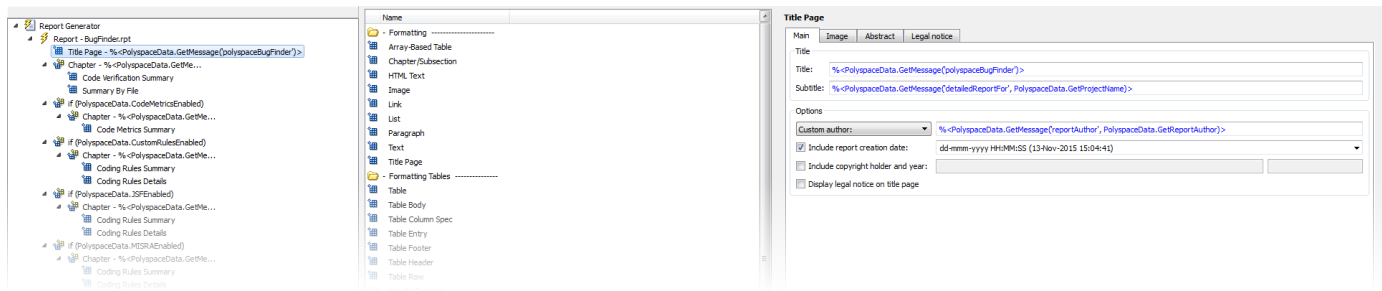 Report Generator
Report - BugFinder.rpt
Title Page - %<PolyspaceData.GetMessage('polyspaceBugFinder')>
Chapter - %<PolyspaceData.GetMe...
Code Verification Summary
Summary By File
if (PolyspaceData.CodeMetricsEnabled)
Chapter - %<PolyspaceData.GetMe...
Code Metrics Summary
if (PolyspaceData.CustomRulesEnabled)
Chapter - %<PolyspaceData.GetMe...
Coding Rules Summary
Coding Rules Details
if (PolyspaceData.JSFEnabled)
Chapter - %<PolyspaceData.GetMe...
Coding Rules Summary
Coding Rules Details
if (PolyspaceData.MISRAEnabled)
Chapter - %<PolyspaceData.GetMe...
Coding Rules Summary
Coding Rules Details
Name
- Formatting ---------------------
Array-Based Table
Chapter/Subsection
HTML Text
Image
Link
List
Paragraph
Text
Title Page
- Formatting Tables --------------
Table
Table Body
Table Column Spec
Table Entry
Table Footer
Table Header
Table Row
Title Page
Main Image Abstract Legal notice
Title
Title: %<PolyspaceData.GetMessage('polyspaceBugFinder')>
Subtitle: %<PolyspaceData.GetMessage('detailedReportFor', PolyspaceData.GetProjectName)>
Options
Custom author: %<PolyspaceData.GetMessage('reportAuthor', PolyspaceData.GetReportAuthor)>
Include report creation date: dd-mmm-yyyy HH:MM:SS (13-Nov-2015 15:04:41)
Include copyright holder and year:
Display legal notice on title page